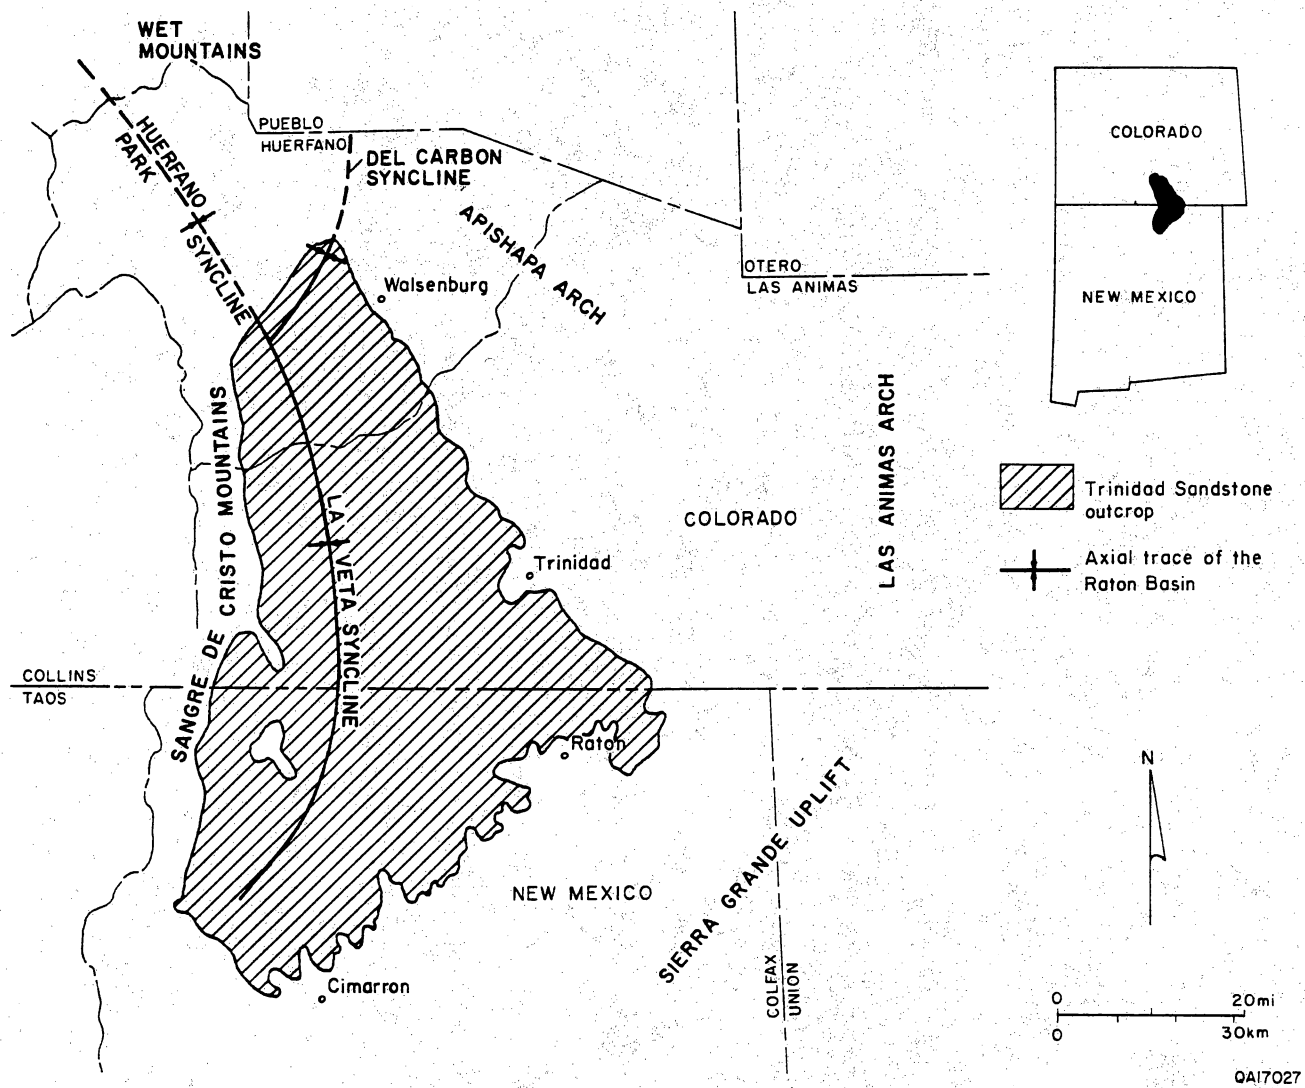 WET
MOUNTAINS
PUEBLO
HUERFANO
DEL CARBON
SYNCLINE
HUERFANO
PARK
SYNCLINE
APISHAPA ARCH
Walsenburg
OTERO
LAS ANIMAS
COLORADO
NEW MEXICO
SANGRE DE CRISTO MOUNTAINS
LA VETA SYNCLINE
COLORADO
LAS ANIMAS ARCH
Trinidad
Trinidad Sandstone
outcrop
Axial trace of the
Raton Basin
COLLINS
TAOS
Raton
SIERRA GRANDE UPLIFT
NEW MEXICO
COLFAX
UNION
Cimarron
N
0 20mi
0 30km
QA17027